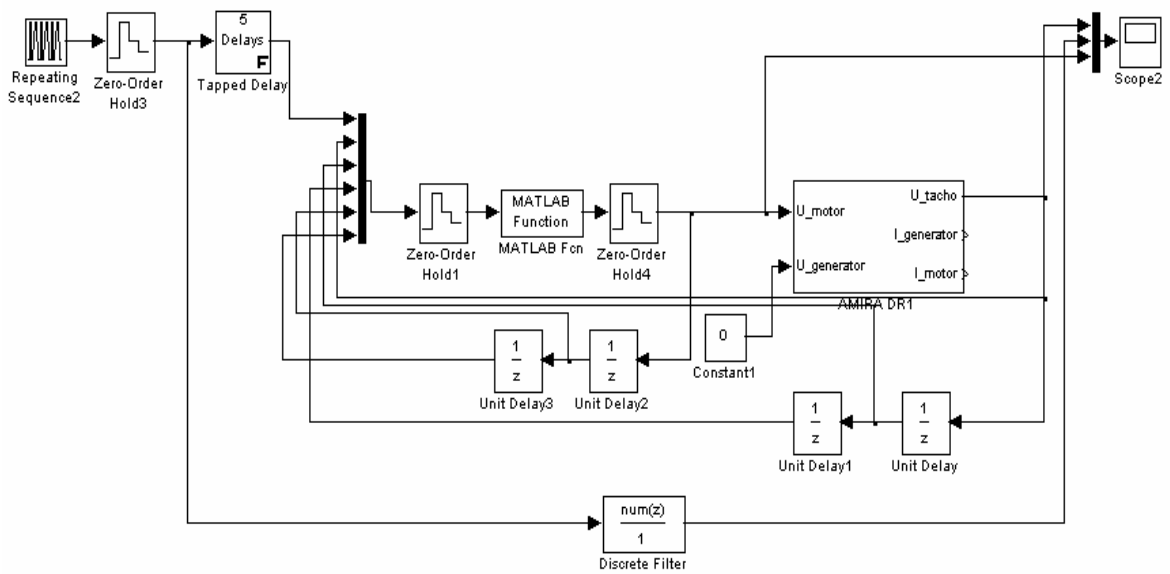 5
Delays
F
Tapped Delay
Repeating
Sequence2
Zero-Order
Hold3
Scope2
MATLAB
Function
MATLAB Fcn
Zero-Order
Hold1
Zero-Order
Hold4
U_motor
U_generator
U_tacho
I_generator
I_motor
AMIRA DR1
0
Constant1
1
z
Unit Delay3
1
z
Unit Delay2
1
z
Unit Delay1
1
z
Unit Delay
num(z)
1
Discrete Filter